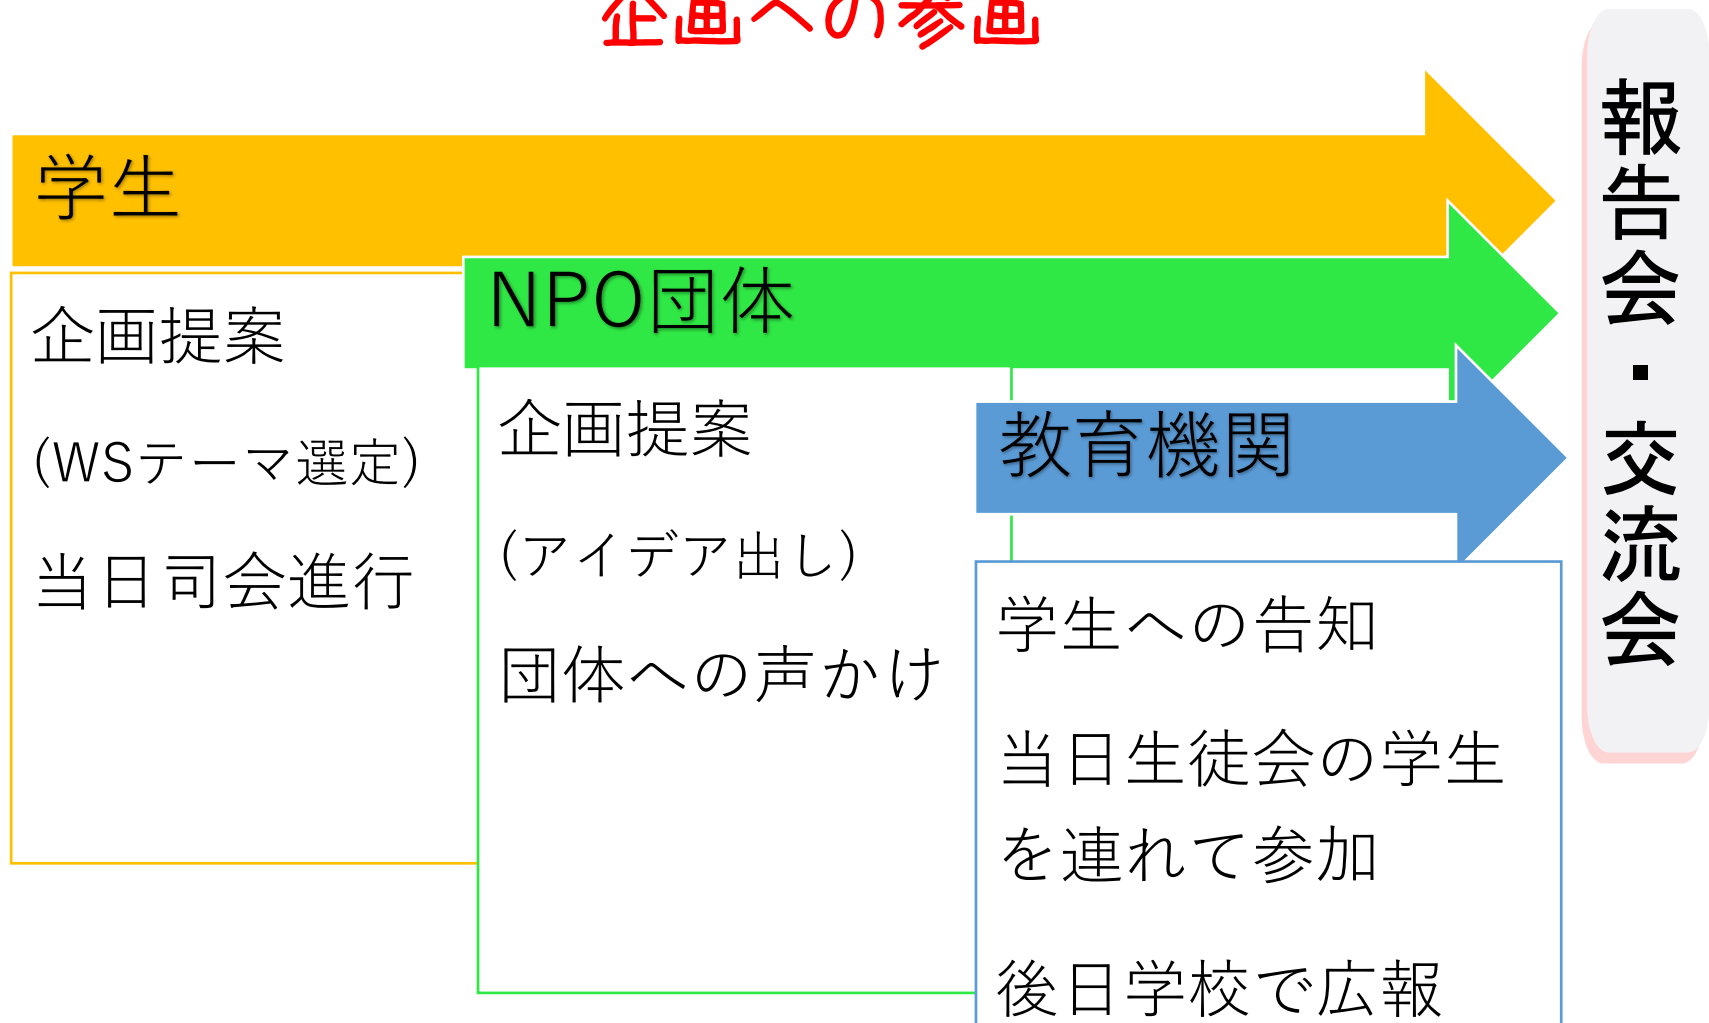 企画への参画
学生
企画提案
(WSテーマ選定)
当日司会進行
NPO団体
企画提案
(アイデア出し)
団体への声かけ
教育機関
学生への告知
当日生徒会の学生
を連れて参加
後日学校で広報
報告会・交流会